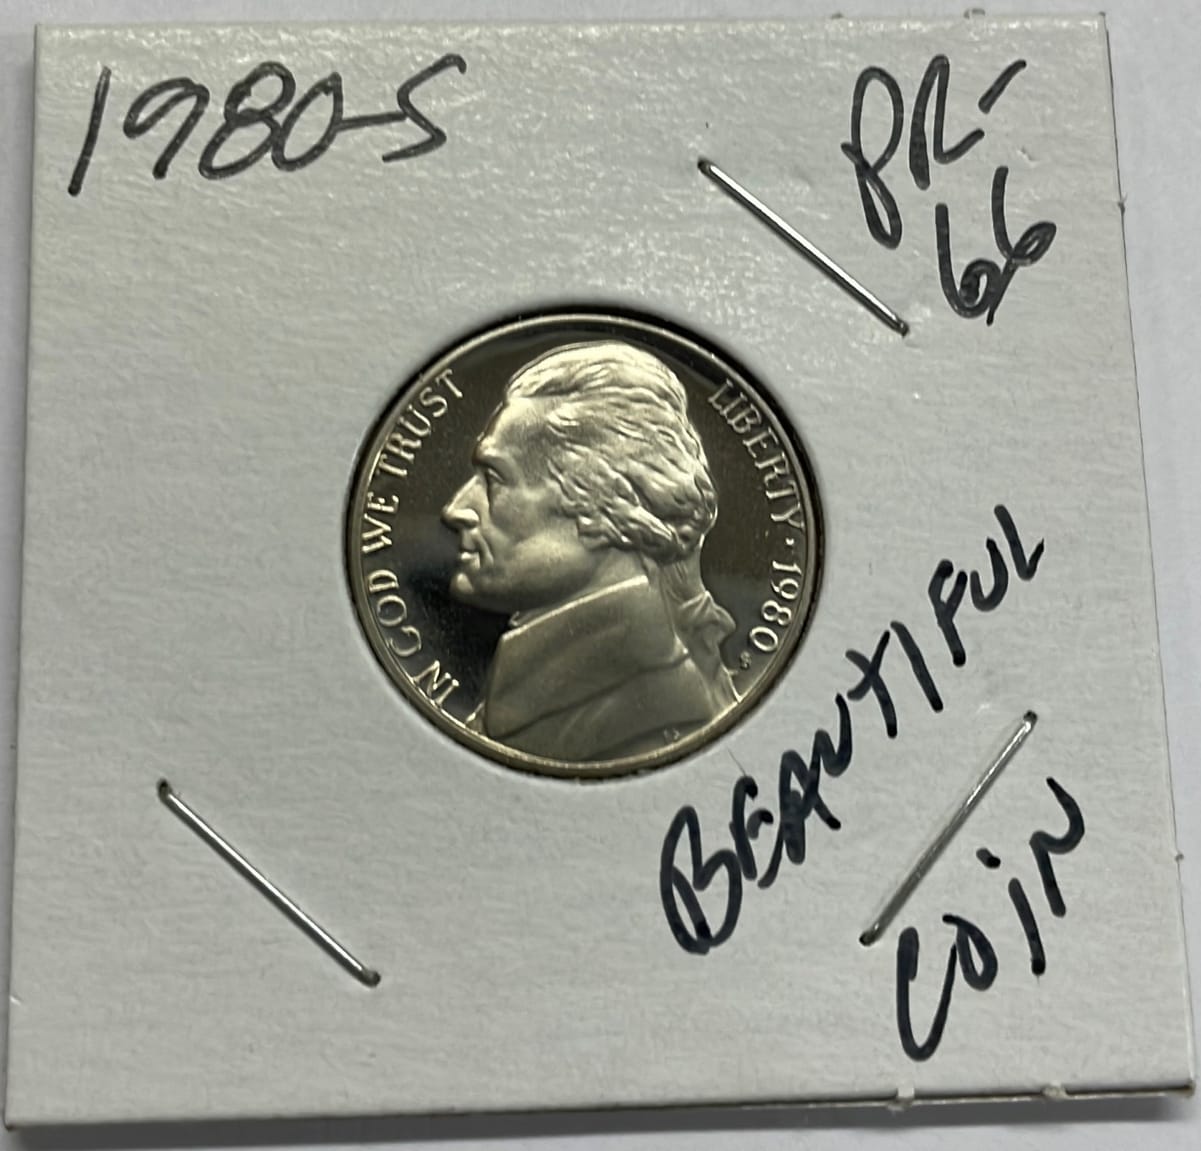 1980-S
PR-
66
IN GOD WE TRUST
LIBERTY · 1980
S
BEAUTIFUL
COiN